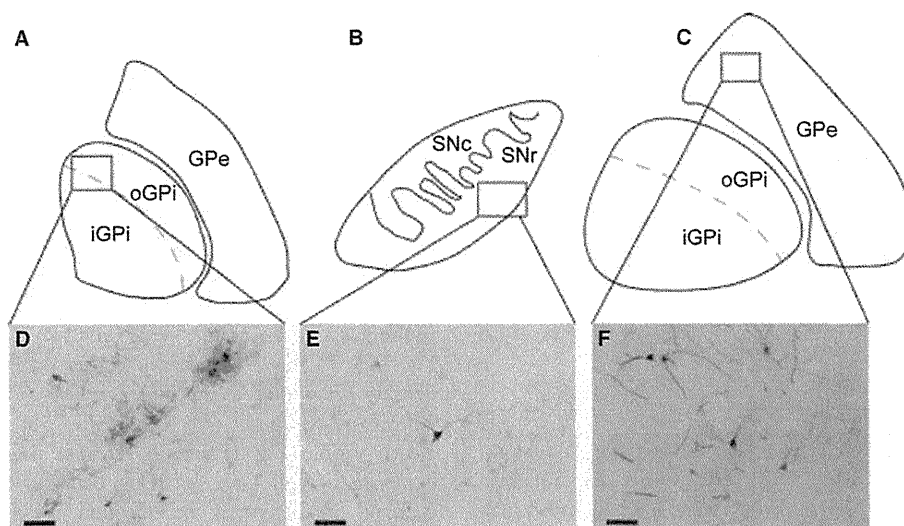 A B C
GPe
oGPi
iGPi
SNc
SNr
GPe
oGPi
iGPi
D E F